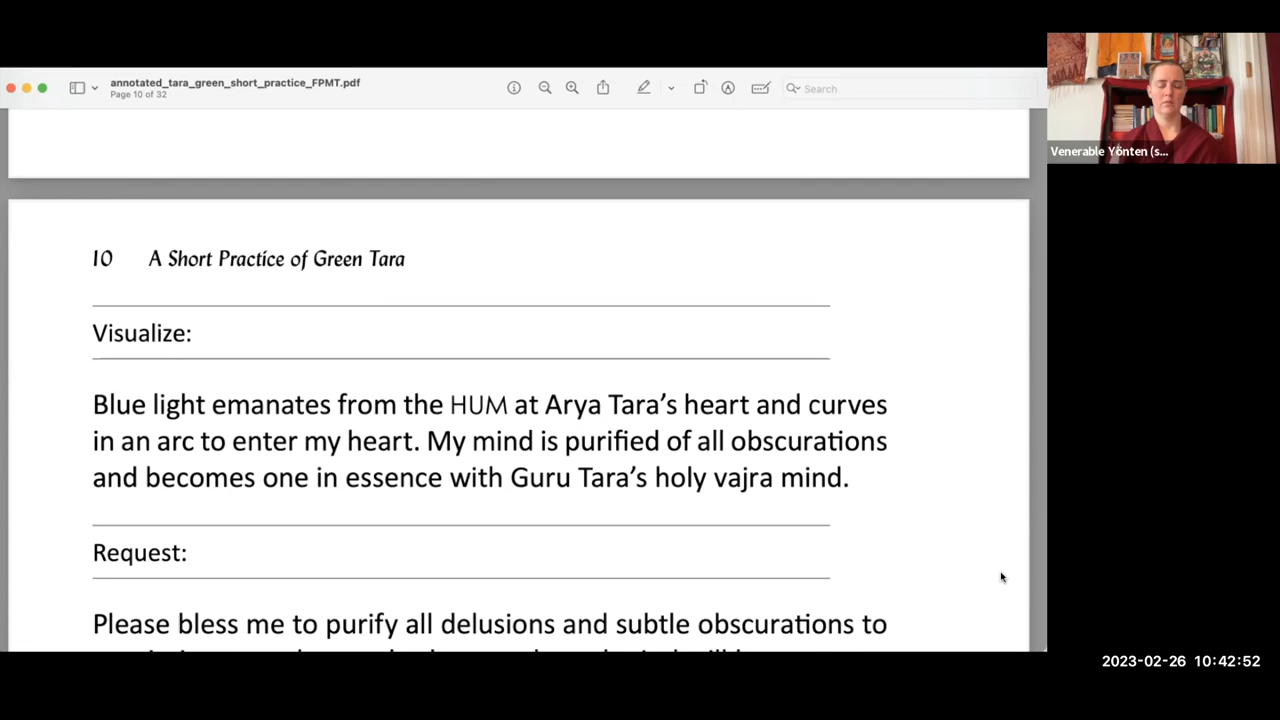 annotated_tara_green_short_practice_FPMT.pdf
Page 10 of 32
Search
Venerable Yönten (s...
10 A Short Practice of Green Tara
Visualize:
Blue light emanates from the HUM at Arya Tara’s heart and curves
in an arc to enter my heart. My mind is purified of all obscurations
and becomes one in essence with Guru Tara’s holy vajra mind.
Request:
Please bless me to purify all delusions and subtle obscurations to
2023-02-26 10:42:52